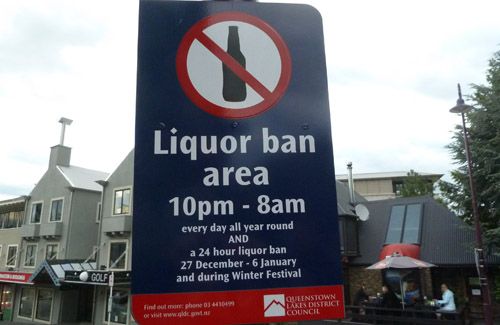 Liquor ban
area
10pm - 8am
every day all year round
AND
a 24 hour liquor ban
27 December - 6 January
and during Winter Festival
Find out more: phone 03 4410499
or visit www.qldc.govt.nz
QUEENSTOWN
LAKES DISTRICT
COUNCIL
GOLF